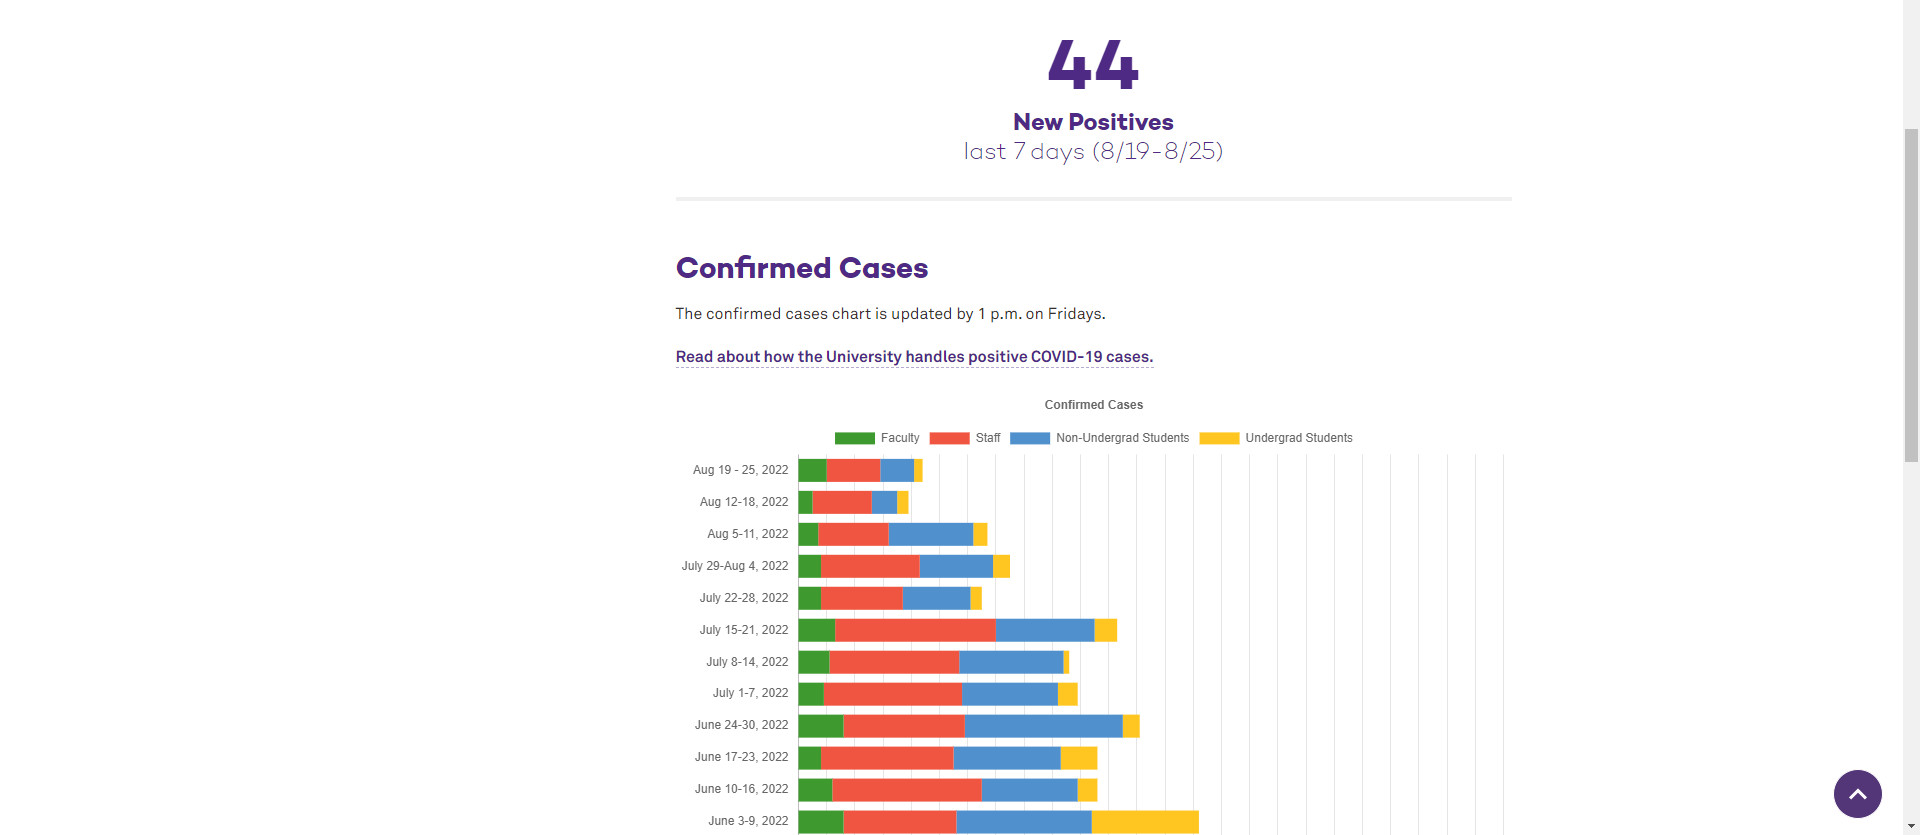 44
New Positives
last 7 days (8/19-8/25)
Confirmed Cases
The confirmed cases chart is updated by 1 p.m. on Fridays.
Read about how the University handles positive COVID-19 cases.
Confirmed Cases
Faculty Staff Non-Undergrad Students Undergrad Students
Aug 19 - 25, 2022
Aug 12-18, 2022
Aug 5-11, 2022
July 29-Aug 4, 2022
July 22-28, 2022
July 15-21, 2022
July 8-14, 2022
July 1-7, 2022
June 24-30, 2022
June 17-23, 2022
June 10-16, 2022
June 3-9, 2022